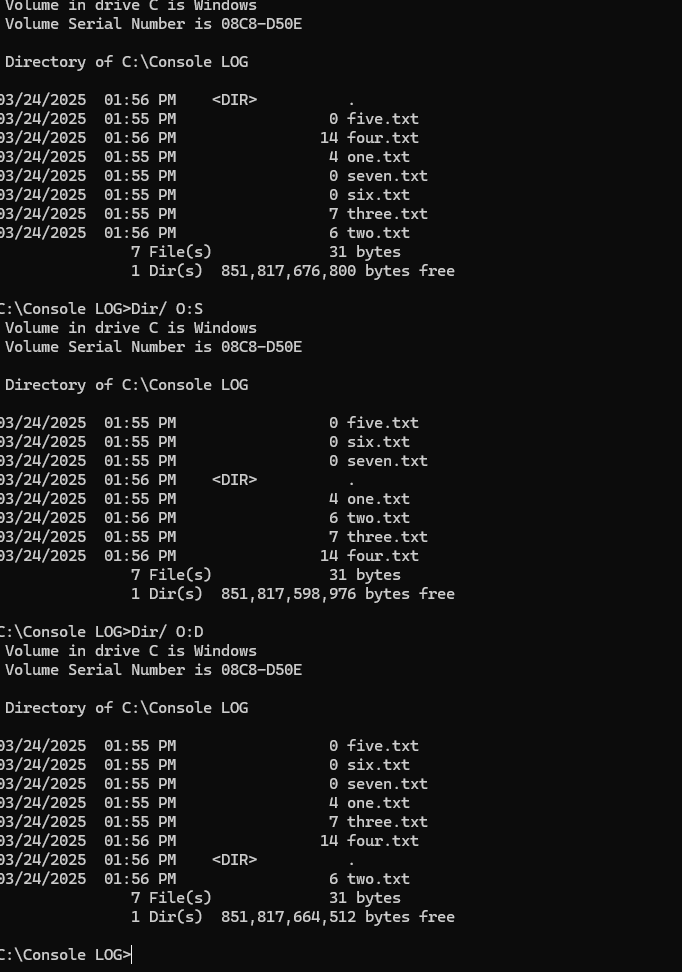 Volume in drive C is Windows
Volume Serial Number is 08C8-D50E
Directory of C:\Console LOG
03/24/2025  01:56 PM    <DIR>          .
03/24/2025  01:55 PM                 0 five.txt
03/24/2025  01:56 PM                14 four.txt
03/24/2025  01:55 PM                 4 one.txt
03/24/2025  01:55 PM                 0 seven.txt
03/24/2025  01:55 PM                 0 six.txt
03/24/2025  01:55 PM                 7 three.txt
03/24/2025  01:56 PM                 6 two.txt
7 File(s)             31 bytes
1 Dir(s)  851,817,676,800 bytes free
C:\Console LOG>Dir/ O:S
Volume in drive C is Windows
Volume Serial Number is 08C8-D50E
Directory of C:\Console LOG
03/24/2025  01:55 PM                 0 five.txt
03/24/2025  01:55 PM                 0 six.txt
03/24/2025  01:55 PM                 0 seven.txt
03/24/2025  01:56 PM    <DIR>          .
03/24/2025  01:55 PM                 4 one.txt
03/24/2025  01:56 PM                 6 two.txt
03/24/2025  01:55 PM                 7 three.txt
03/24/2025  01:56 PM                14 four.txt
7 File(s)             31 bytes
1 Dir(s)  851,817,598,976 bytes free
C:\Console LOG>Dir/ O:D
Volume in drive C is Windows
Volume Serial Number is 08C8-D50E
Directory of C:\Console LOG
03/24/2025  01:55 PM                 0 five.txt
03/24/2025  01:55 PM                 0 six.txt
03/24/2025  01:55 PM                 0 seven.txt
03/24/2025  01:55 PM                 4 one.txt
03/24/2025  01:55 PM                 7 three.txt
03/24/2025  01:56 PM                14 four.txt
03/24/2025  01:56 PM    <DIR>          .
03/24/2025  01:56 PM                 6 two.txt
7 File(s)             31 bytes
1 Dir(s)  851,817,664,512 bytes free
C:\Console LOG>